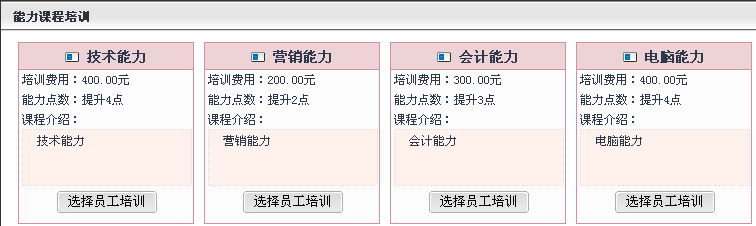 能力课程培训
技术能力
培训费用：400.00元
能力点数：提升4点
课程介绍：
技术能力
选择员工培训
营销能力
培训费用：200.00元
能力点数：提升2点
课程介绍：
营销能力
选择员工培训
会计能力
培训费用：300.00元
能力点数：提升3点
课程介绍：
会计能力
选择员工培训
电脑能力
培训费用：400.00元
能力点数：提升4点
课程介绍：
电脑能力
选择员工培训